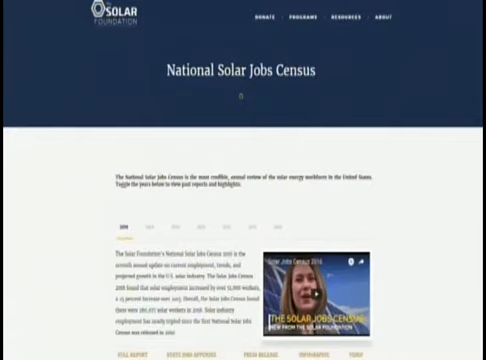 SOLAR
FOUNDATION
DONATE
PROGRAMS
RESOURCES
ABOUT
National Solar Jobs Census
The National Solar Jobs Census is the most credible, annual review of the solar energy workforce in the United States.
Toggle the years below to view past reports and highlights.
2016
The Solar Foundation's National Solar Jobs Census 2016 is the
seventh annual update on current employment, trends, and
projected growth in the U.S. solar industry. The Solar Jobs Census
2016 found that solar employment increased by over 51,000 workers,
a 25 percent increase over 2015. Overall, the Solar Jobs Census found
there were 260,077 solar workers in 2016. Solar industry
employment has nearly tripled since the first National Solar Jobs
Census was released in 2010.
Solar Jobs Census 2016
THE SOLAR JOBS CENSUS
NEW FROM THE SOLAR FOUNDATION
FULL REPORT
STATE JOBS
PRESS RELEASE
INFOGRAPHIC
VIDEO